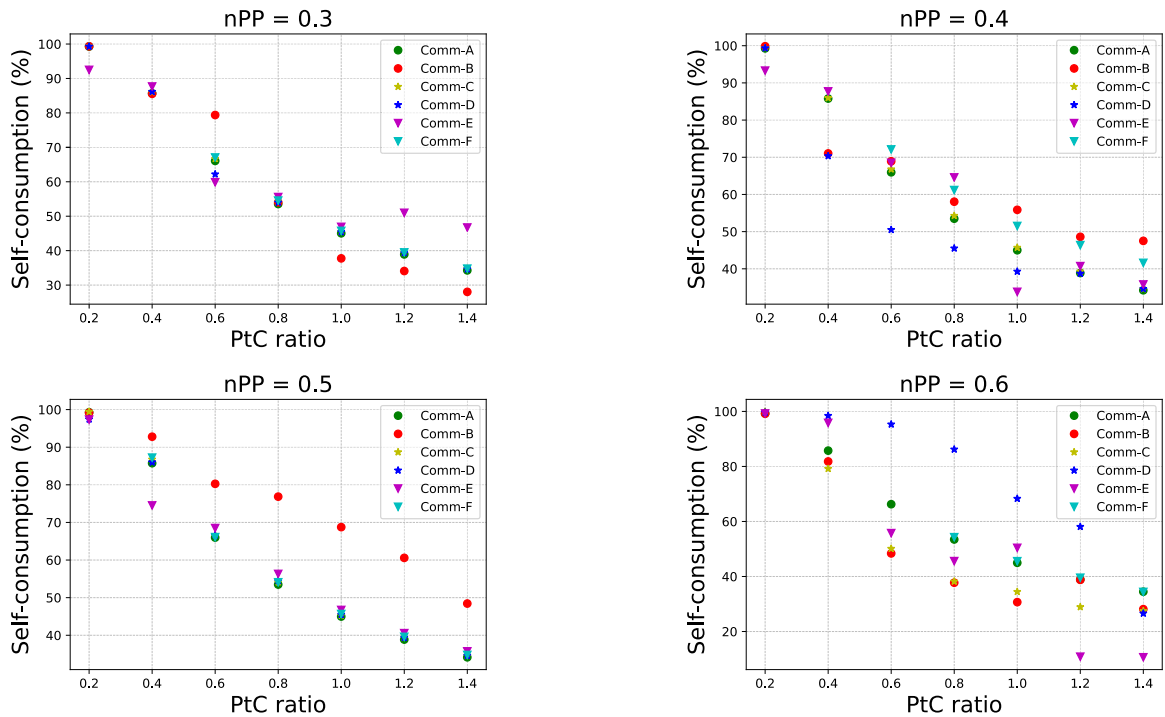 nPP = 0.3
Self-consumption (%)
100
90
80
70
60
50
40
30
0.2 0.4 0.6 0.8 1.0 1.2 1.4
PtC ratio
Comm-A
Comm-B
Comm-C
Comm-D
Comm-E
Comm-F
nPP = 0.4
Self-consumption (%)
100
90
80
70
60
50
40
0.2 0.4 0.6 0.8 1.0 1.2 1.4
PtC ratio
Comm-A
Comm-B
Comm-C
Comm-D
Comm-E
Comm-F
nPP = 0.5
Self-consumption (%)
100
90
80
70
60
50
40
0.2 0.4 0.6 0.8 1.0 1.2 1.4
PtC ratio
Comm-A
Comm-B
Comm-C
Comm-D
Comm-E
Comm-F
nPP = 0.6
Self-consumption (%)
100
80
60
40
20
0.2 0.4 0.6 0.8 1.0 1.2 1.4
PtC ratio
Comm-A
Comm-B
Comm-C
Comm-D
Comm-E
Comm-F